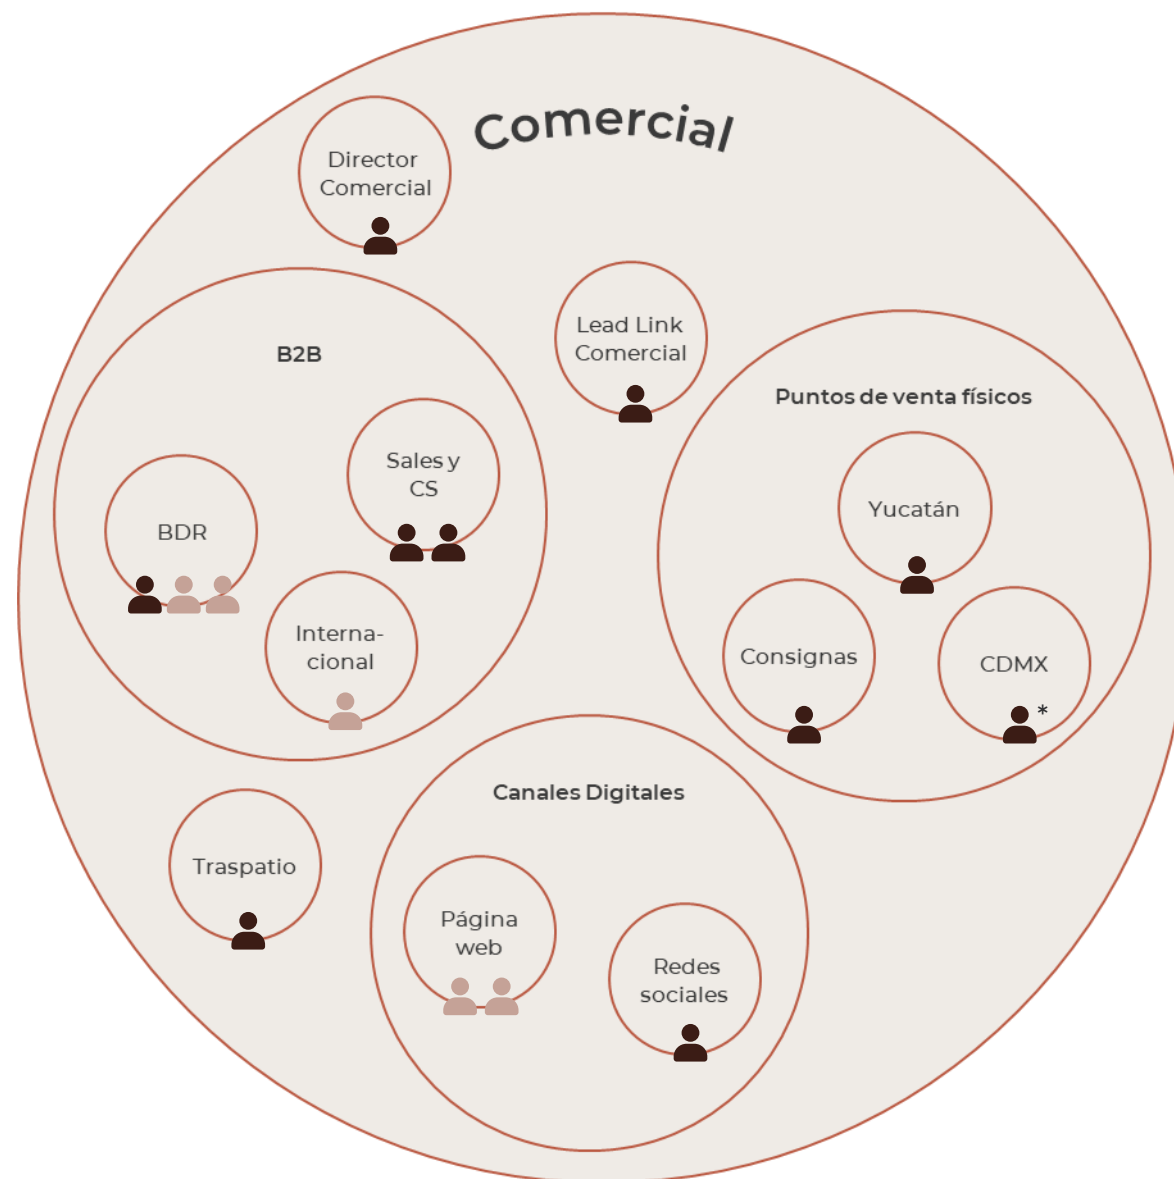 Comercial
Director
Comercial
Lead Link
Comercial
B2B
Sales y
CS
BDR
Interna-
cional
Puntos de venta físicos
Yucatán
Consignas
CDMX
*
Canales Digitales
Página
web
Redes
sociales
Traspatio